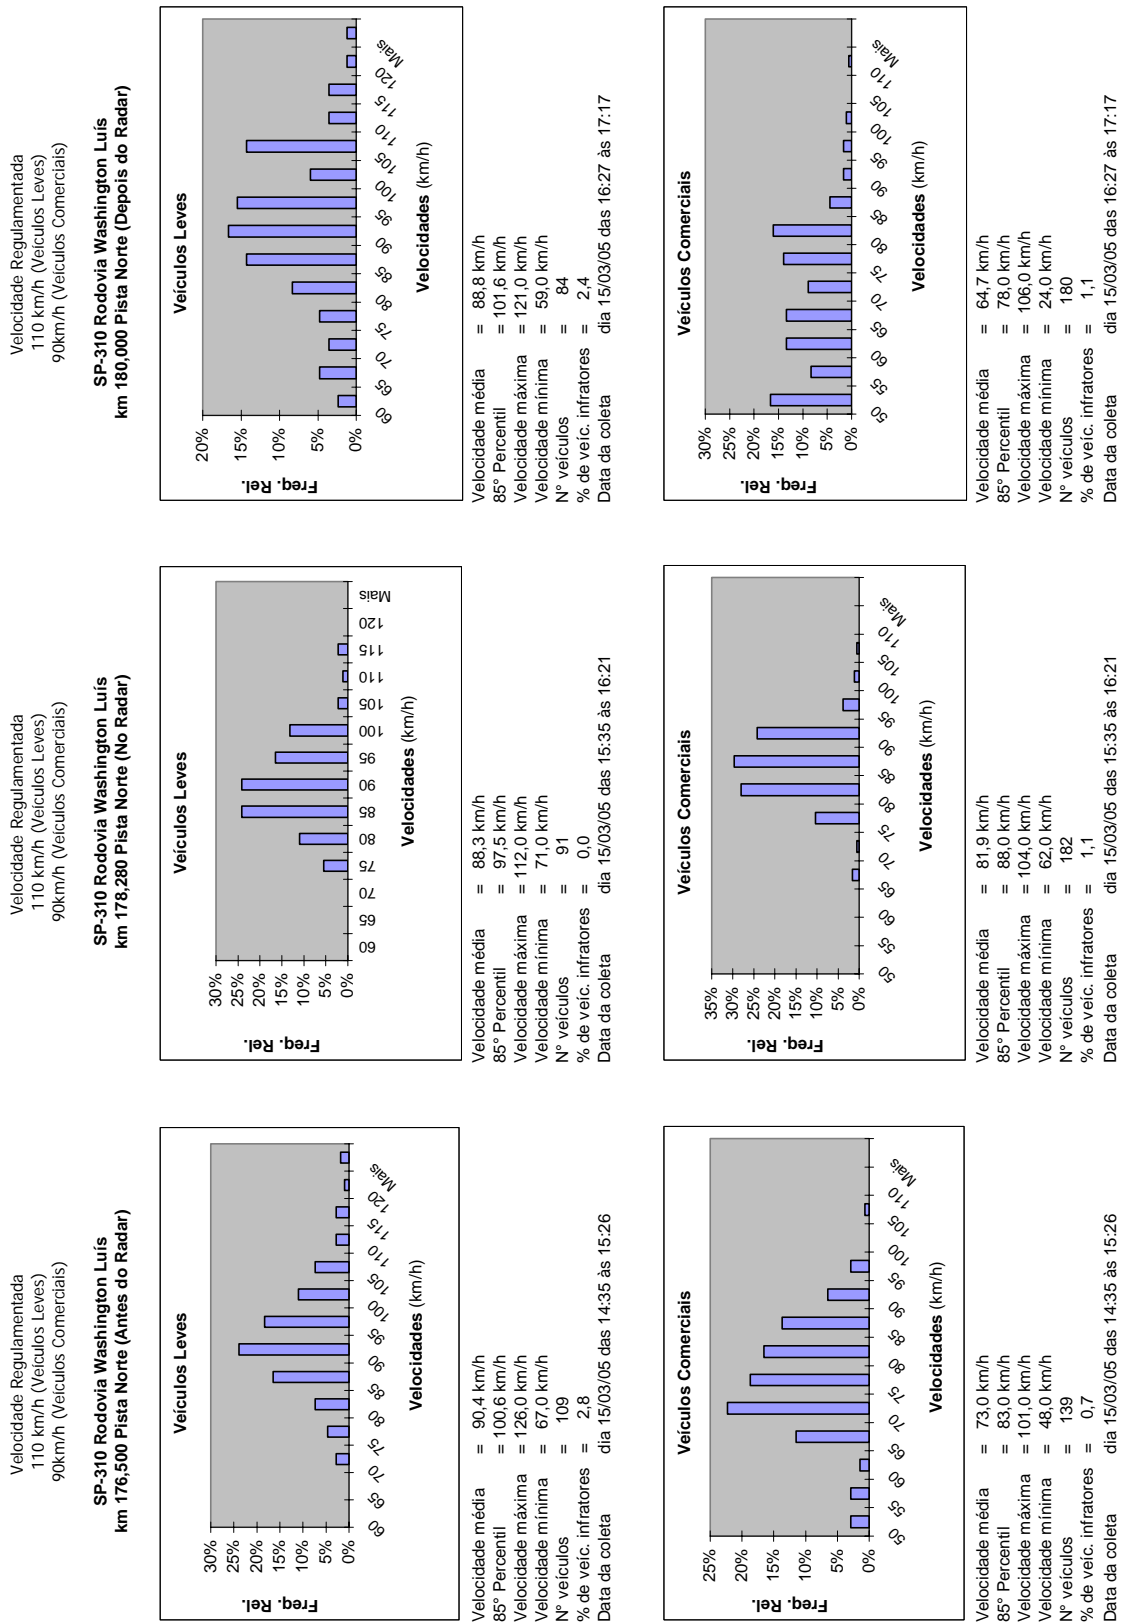 Velocidade Regulamentada
110 km/h (Veículos Leves)
90km/h (Veículos Comerciais)
SP-310 Rodovia Washington Luís
km 176,500 Pista Norte (Antes do Radar)
Veículos Leves
Freq. Rel.
30%
25%
20%
15%
10%
5%
0%
60 65 70 75 80 85 90 95 100 105 110 115 120 Mais
Velocidades (km/h)
Velocidade média = 90,4 km/h
85° Percentil = 100,6 km/h
Velocidade máxima = 126,0 km/h
Velocidade mínima = 67,0 km/h
N° veículos = 109
% de veíc. infratores = 2,8
Data da coleta dia 15/03/05 das 14:35 às 15:26
Veículos Comerciais
Freq. Rel.
25%
20%
15%
10%
5%
0%
50 55 60 65 70 75 80 85 90 95 100 105 110 Mais
Velocidades (km/h)
Velocidade média = 73,0 km/h
85° Percentil = 83,0 km/h
Velocidade máxima = 101,0 km/h
Velocidade mínima = 48,0 km/h
N° veículos = 139
% de veíc. infratores = 0,7
Data da coleta dia 15/03/05 das 14:35 às 15:26
Velocidade Regulamentada
110 km/h (Veículos Leves)
90km/h (Veículos Comerciais)
SP-310 Rodovia Washington Luís
km 178,280 Pista Norte (No Radar)
Veículos Leves
Freq. Rel.
30%
25%
20%
15%
10%
5%
0%
60 65 70 75 80 85 90 95 100 105 110 115 120 Mais
Velocidades (km/h)
Velocidade média = 88,3 km/h
85° Percentil = 97,5 km/h
Velocidade máxima = 112,0 km/h
Velocidade mínima = 71,0 km/h
N° veículos = 91
% de veíc. infratores = 0,0
Data da coleta dia 15/03/05 das 15:35 às 16:21
Veículos Comerciais
Freq. Rel.
35%
30%
25%
20%
15%
10%
5%
0%
50 55 60 65 70 75 80 85 90 95 100 105 110 Mais
Velocidades (km/h)
Velocidade média = 81,9 km/h
85° Percentil = 88,0 km/h
Velocidade máxima = 104,0 km/h
Velocidade mínima = 62,0 km/h
N° veículos = 182
% de veíc. infratores = 1,1
Data da coleta dia 15/03/05 das 15:35 às 16:21
Velocidade Regulamentada
110 km/h (Veículos Leves)
90km/h (Veículos Comerciais)
SP-310 Rodovia Washington Luís
km 180,000 Pista Norte (Depois do Radar)
Veículos Leves
Freq. Rel.
20%
15%
10%
5%
0%
60 65 70 75 80 85 90 95 100 105 110 115 120 Mais
Velocidades (km/h)
Velocidade média = 88,8 km/h
85° Percentil = 101,6 km/h
Velocidade máxima = 121,0 km/h
Velocidade mínima = 59,0 km/h
N° veículos = 84
% de veíc. infratores = 2,4
Data da coleta dia 15/03/05 das 16:27 às 17:17
Veículos Comerciais
Freq. Rel.
30%
25%
20%
15%
10%
5%
0%
50 55 60 65 70 75 80 85 90 95 100 105 110 Mais
Velocidades (km/h)
Velocidade média = 64,7 km/h
85° Percentil = 78,0 km/h
Velocidade máxima = 106,0 km/h
Velocidade mínima = 24,0 km/h
N° veículos = 180
% de veíc. infratores = 1,1
Data da coleta dia 15/03/05 das 16:27 às 17:17